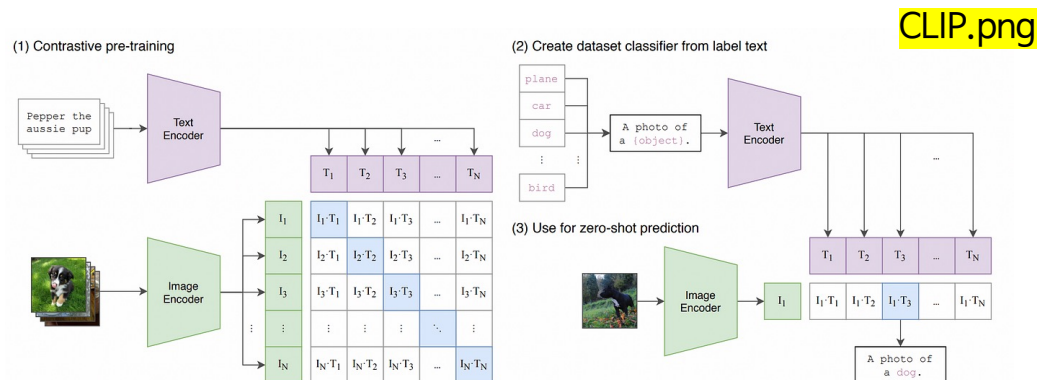 CLIP.png
(1) Contrastive pre-training
Pepper the
aussie pup
Text
Encoder
...
T1 T2 T3 ... TN
I1 I1·T1 I1·T2 I1·T3 ... I1·TN
I2 I2·T1 I2·T2 I2·T3 ... I2·TN
Image
Encoder
I3 I3·T1 I3·T2 I3·T3 ... I3·TN
⋮ ⋮ ⋮ ⋮ ⋮ ⋱ ⋮
IN IN·T1 IN·T2 IN·T3 ... IN·TN
(2) Create dataset classifier from label text
plane
car
dog
⋮ ⋮
bird
A photo of
a {object}.
Text
Encoder
...
(3) Use for zero-shot prediction
T1 T2 T3 ... TN
Image
Encoder
I1 I1·T1 I1·T2 I1·T3 ... I1·TN
A photo of
a dog.